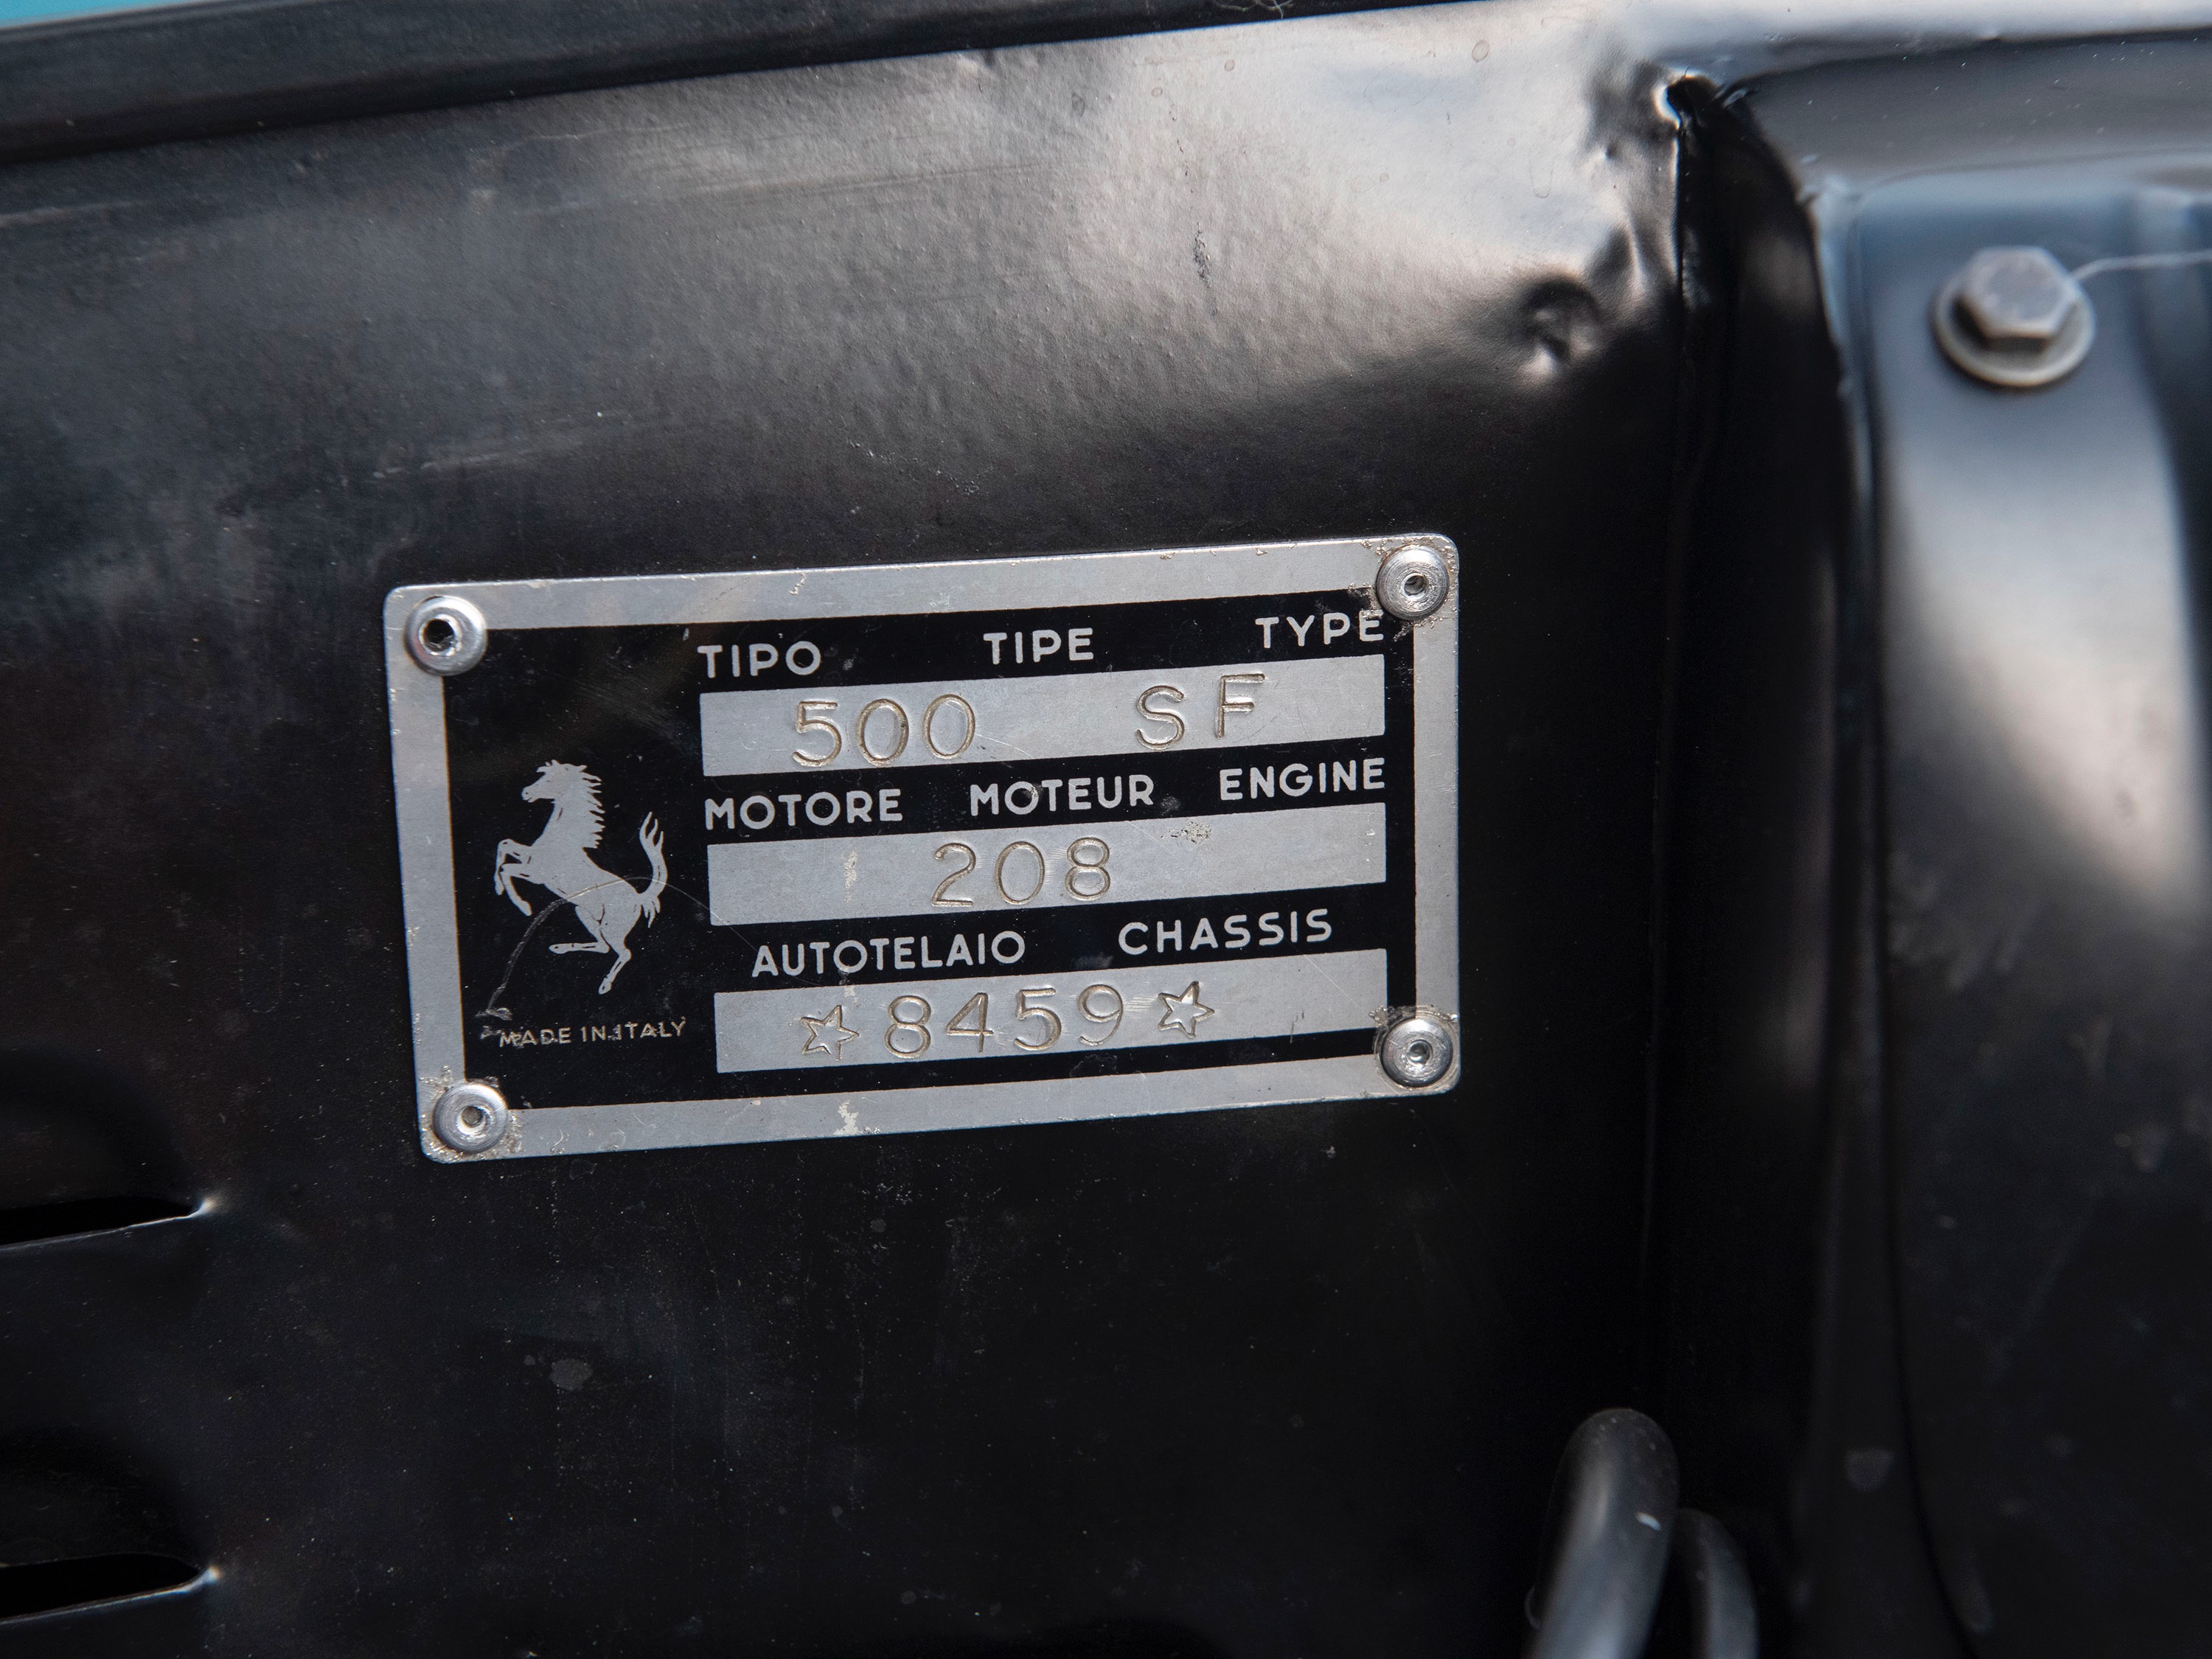 TIPO TIPE TYPE
500 SF
MOTORE MOTEUR ENGINE
208
AUTOTELAIO CHASSIS
☆8459☆
MADE IN ITALY